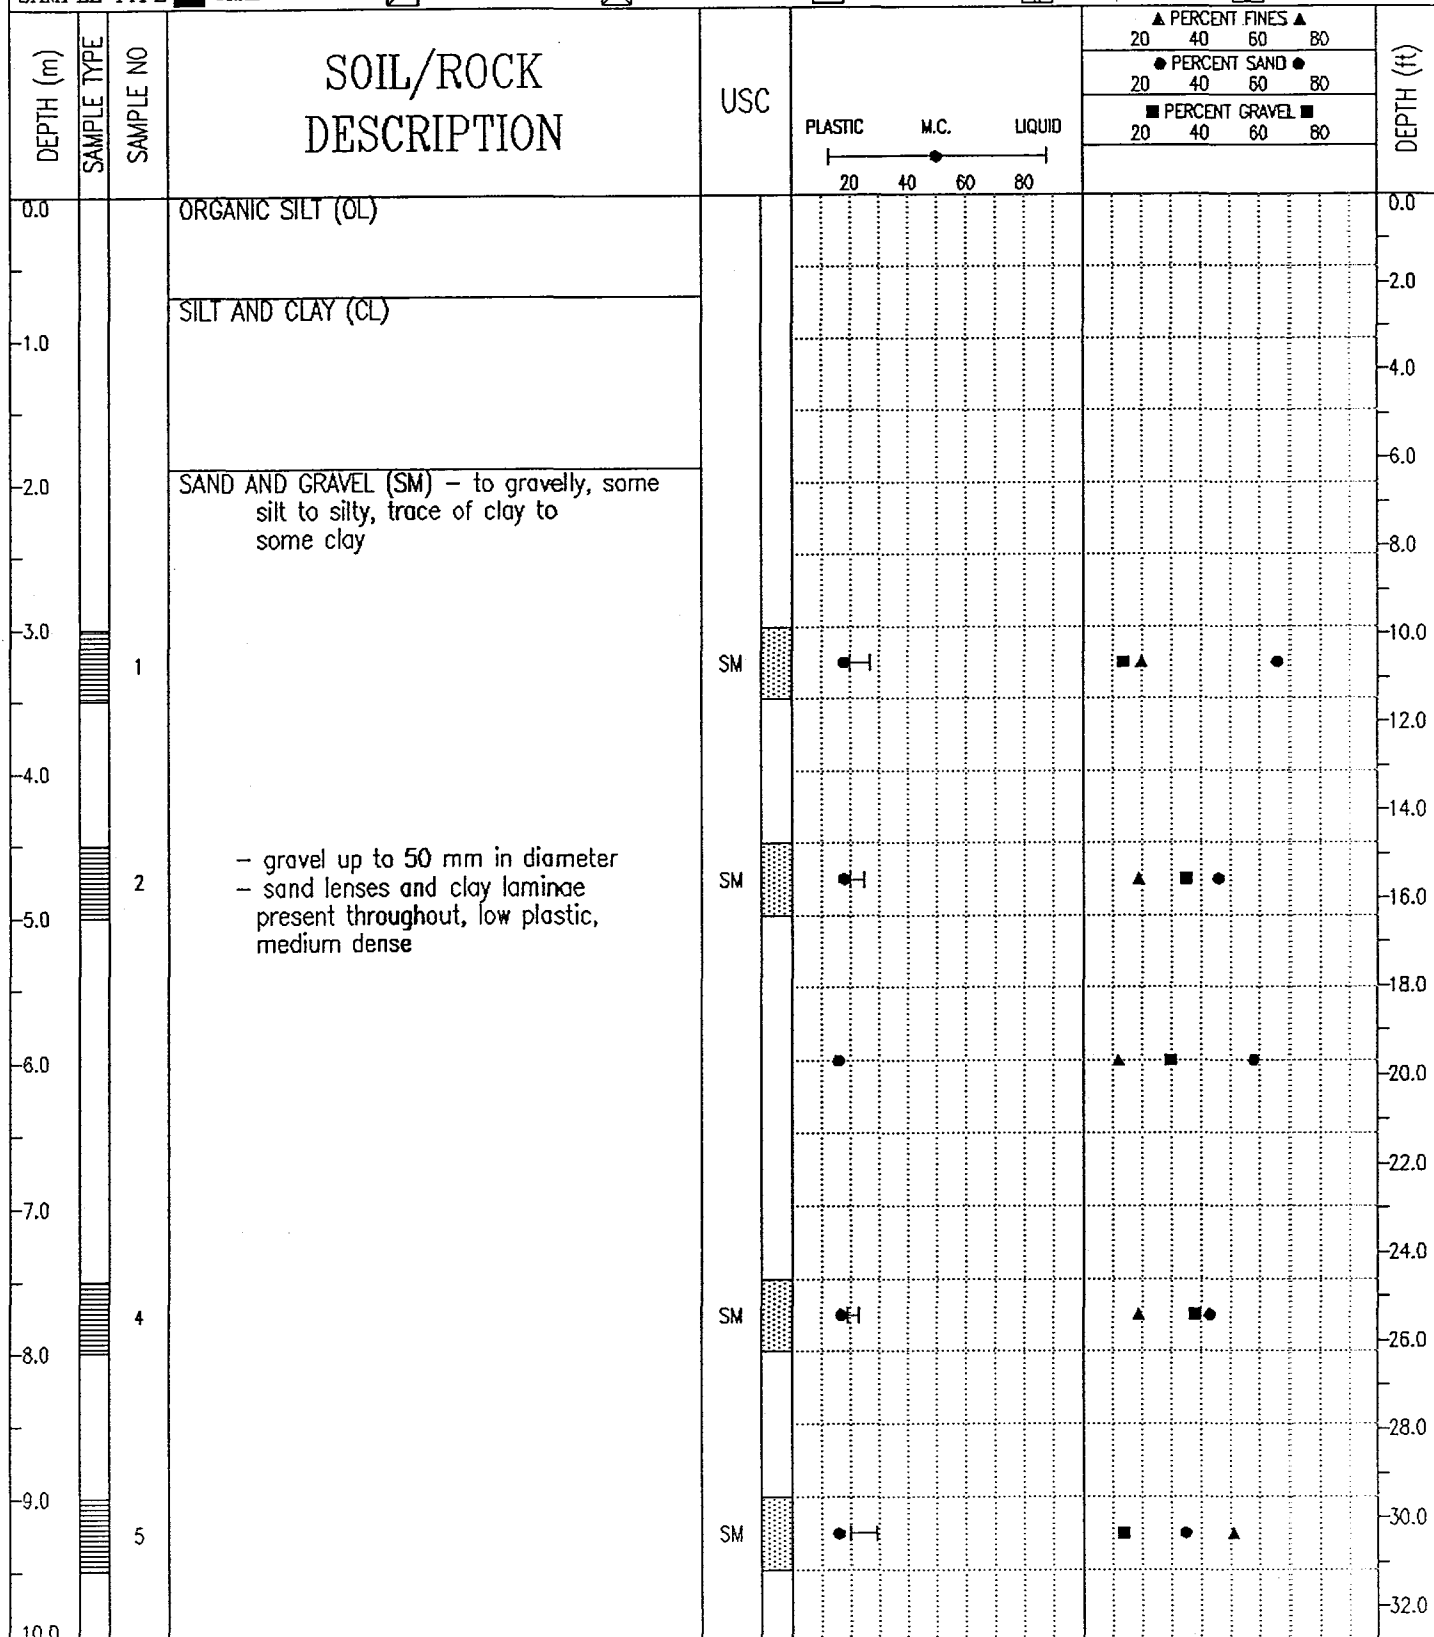 SAMPLE TYPE
DEPTH (m)
SAMPLE TYPE
SAMPLE NO
SOIL/ROCK
DESCRIPTION
USC
PLASTIC M.C. LIQUID
20 40 60 80
▲ PERCENT FINES ▲
20 40 60 80
● PERCENT SAND ●
20 40 60 80
■ PERCENT GRAVEL ■
20 40 60 80
DEPTH (ft)
0.0
ORGANIC SILT (OL)
0.0
-2.0
SILT AND CLAY (CL)
-1.0
-4.0
-6.0
-2.0
SAND AND GRAVEL (SM) - to gravelly, some
silt to silty, trace of clay to
some clay
-8.0
-3.0
-10.0
1
SM
-12.0
-4.0
-14.0
- gravel up to 50 mm in diameter
2
- sand lenses and clay laminae
SM
-16.0
present throughout, low plastic,
-5.0
medium dense
-18.0
-6.0
-20.0
-22.0
-7.0
-24.0
4
SM
-26.0
-8.0
-28.0
-9.0
-30.0
5
SM
-32.0
10.0